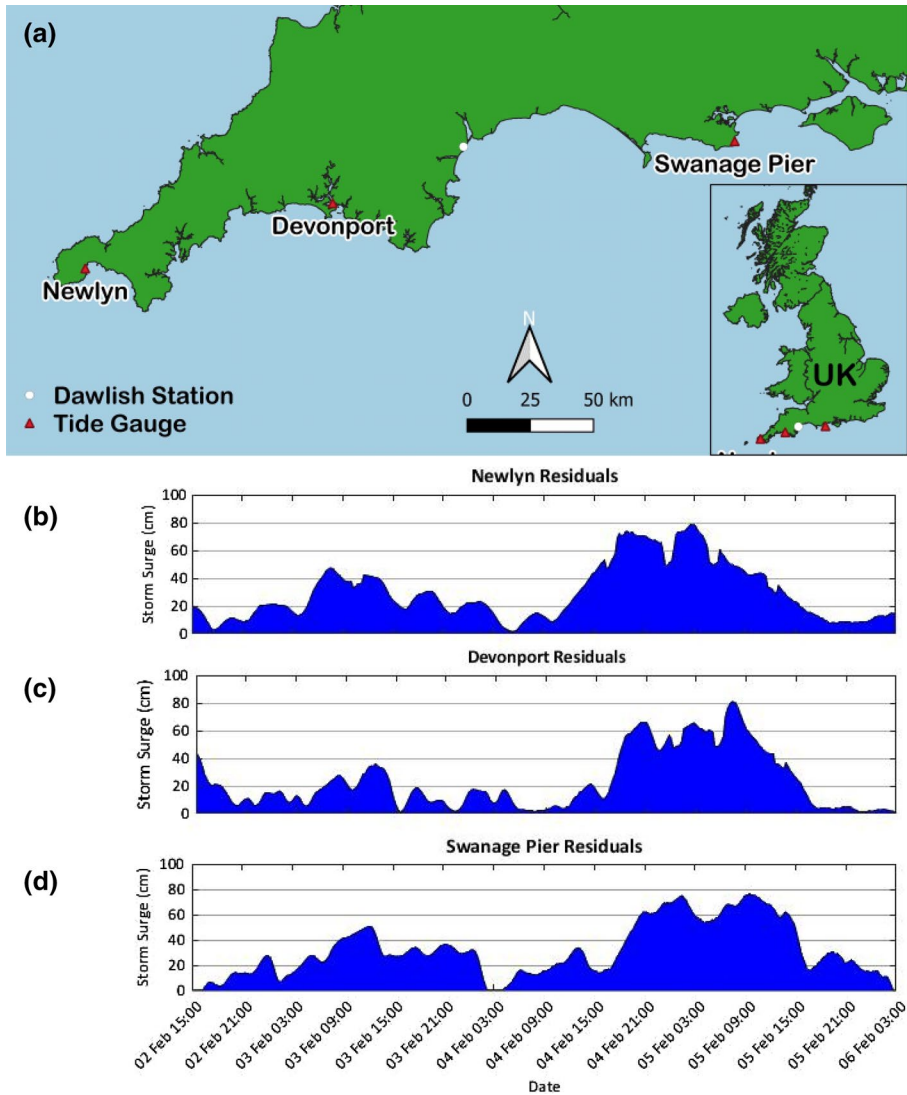 (a)
Swanage Pier
Devonport
Newlyn
N
UK
Dawlish Station
Tide Gauge
0 25 50 km
(b)
Newlyn Residuals
Storm Surge (cm)
100
80
60
40
20
0
(c)
Devonport Residuals
Storm Surge (cm)
100
80
60
40
20
0
(d)
Swanage Pier Residuals
Storm Surge (cm)
100
80
60
40
20
0
02 Feb 15:00
02 Feb 21:00
03 Feb 03:00
03 Feb 09:00
03 Feb 15:00
03 Feb 21:00
04 Feb 03:00
04 Feb 09:00
04 Feb 15:00
04 Feb 21:00
05 Feb 03:00
05 Feb 09:00
05 Feb 15:00
05 Feb 21:00
06 Feb 03:00
Date